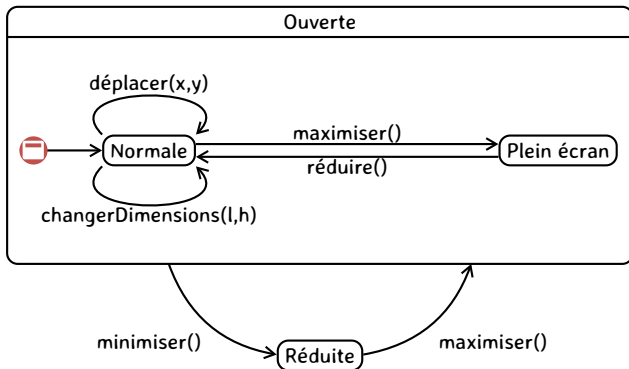 Ouverte
déplacer(x,y)
Normale
maximiser()
réduire()
Plein écran
changerDimensions(l,h)
minimiser()
Réduite
maximiser()